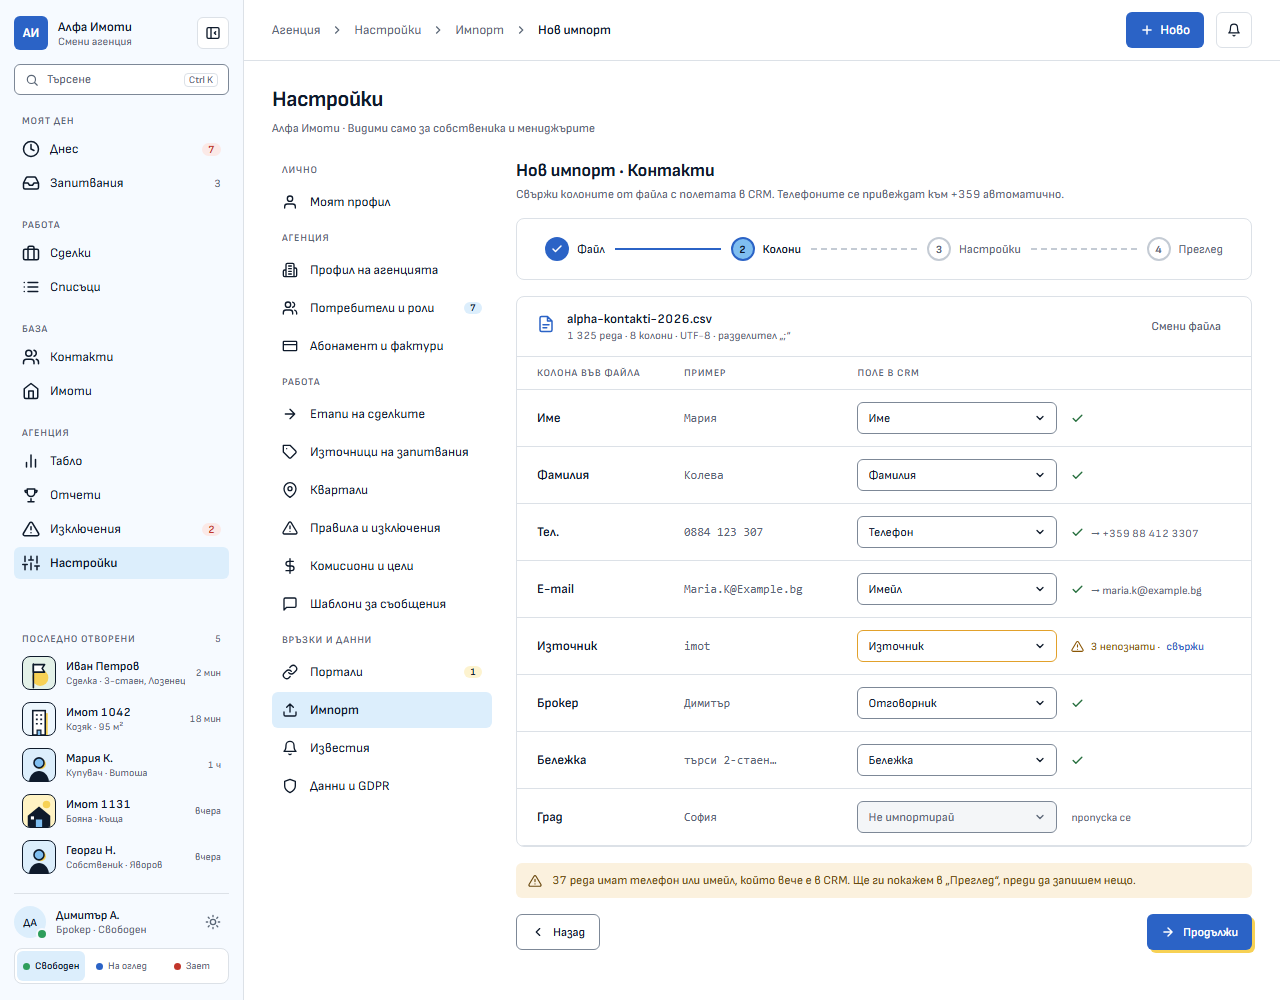 АИ
Алфа Имоти
Смени агенция
Търсене
Ctrl K
МОЯТ ДЕН
Днес
7
Запитвания
3
РАБОТА
Сделки
Списъци
БАЗА
Контакти
Имоти
АГЕНЦИЯ
Табло
Отчети
Изключения
2
Настройки
ПОСЛЕДНО ОТВОРЕНИ
5
Иван Петров
Сделка · 3-стаен, Лозенец
2 мин
Имот 1042
Козяк · 95 м²
18 мин
Мария К.
Купувач · Витоша
1 ч
Имот 1131
Бояна · къща
вчера
Георги Н.
Собственик · Яворов
вчера
ДА
Димитър А.
Брокер · Свободен
Свободен
На оглед
Зает
Агенция
Настройки
Импорт
Нов импорт
Ново
Настройки
Алфа Имоти · Видими само за собственика и мениджърите
ЛИЧНО
Моят профил
АГЕНЦИЯ
Профил на агенцията
Потребители и роли
7
Абонамент и фактури
РАБОТА
Етапи на сделките
Източници на запитвания
Квартали
Правила и изключения
Комисиони и цели
Шаблони за съобщения
ВРЪЗКИ И ДАННИ
Портали
1
Импорт
Известия
Данни и GDPR
Нов импорт · Контакти
Свържи колоните от файла с полетата в CRM. Телефоните се привеждат към +359 автоматично.
Файл
2
Колони
3
Настройки
4
Преглед
alpha-kontakti-2026.csv
1 325 реда · 8 колони · UTF-8 · разделител „;“
Смени файла
КОЛОНА ВЪВ ФАЙЛА
ПРИМЕР
ПОЛЕ В CRM
Име
Мария
Име
Фамилия
Колева
Фамилия
Тел.
0884 123 307
Телефон
→ +359 88 412 3307
E-mail
Maria.K@Example.bg
Имейл
→ maria.k@example.bg
Източник
imot
Източник
3 непознати ·
свържи
Брокер
Димитър
Отговорник
Бележка
търси 2-стаен…
Бележка
Град
София
Не импортирай
пропуска се
37 реда имат телефон или имейл, който вече е в CRM. Ще ги покажем в „Преглед“, преди да запишем нещо.
Назад
Продължи